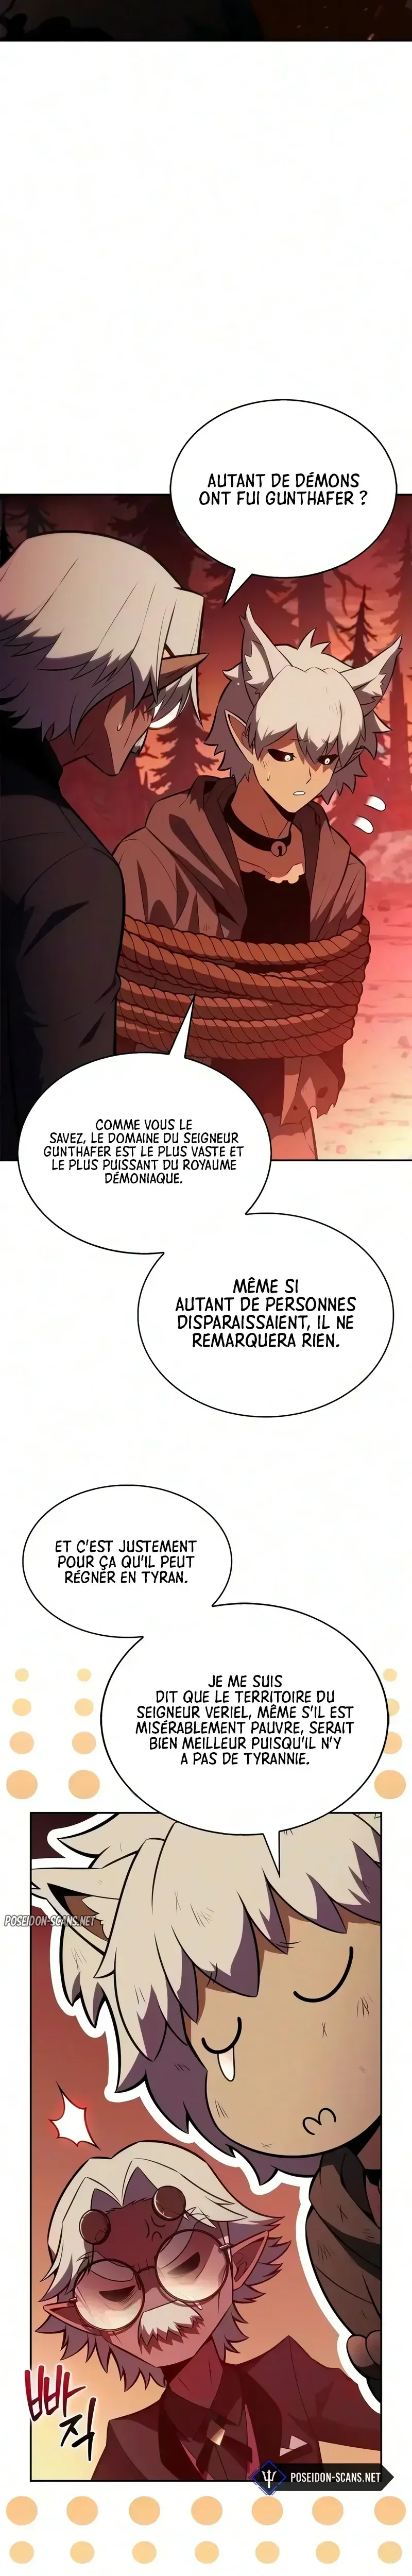 AUTANT DE DÉMONS
ONT FUI GUNTHAFER ?
COMME VOUS LE
SAVEZ, LE DOMAINE DU SEIGNEUR
GUNTHAFER EST LE PLUS VASTE ET
LE PLUS PUISSANT DU ROYAUME
DÉMONIAQUE.
MÊME SI
AUTANT DE PERSONNES
DISPARAISSAIENT, IL NE
REMARQUERA RIEN.
ET C'EST JUSTEMENT
POUR ÇA QU'IL PEUT
RÉGNER EN TYRAN.
JE ME SUIS
DIT QUE LE TERRITOIRE DU
SEIGNEUR VERIEL, MÊME S'IL EST
MISÉRABLEMENT PAUVRE, SERAIT
BIEN MEILLEUR PUISQU'IL N'Y
A PAS DE TYRANNIE.
POSEIDON-SCANS.NET
빠
직
POSEIDON-SCANS.NET